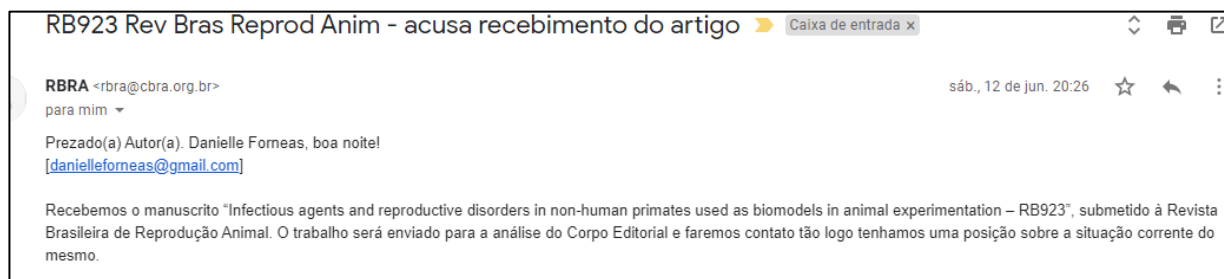 RB923 Rev Bras Reprod Anim - acusa recebimento do artigo Caixa de entrada x
RBRA <rbra@cbra.org.br> sáb., 12 de jun. 20:26
para mim
Prezado(a) Autor(a). Danielle Forneas, boa noite!
[danielleforneas@gmail.com]
Recebemos o manuscrito “Infectious agents and reproductive disorders in non-human primates used as biomodels in animal experimentation – RB923”, submetido à Revista
Brasileira de Reprodução Animal. O trabalho será enviado para a análise do Corpo Editorial e faremos contato tão logo tenhamos uma posição sobre a situação corrente do
mesmo.